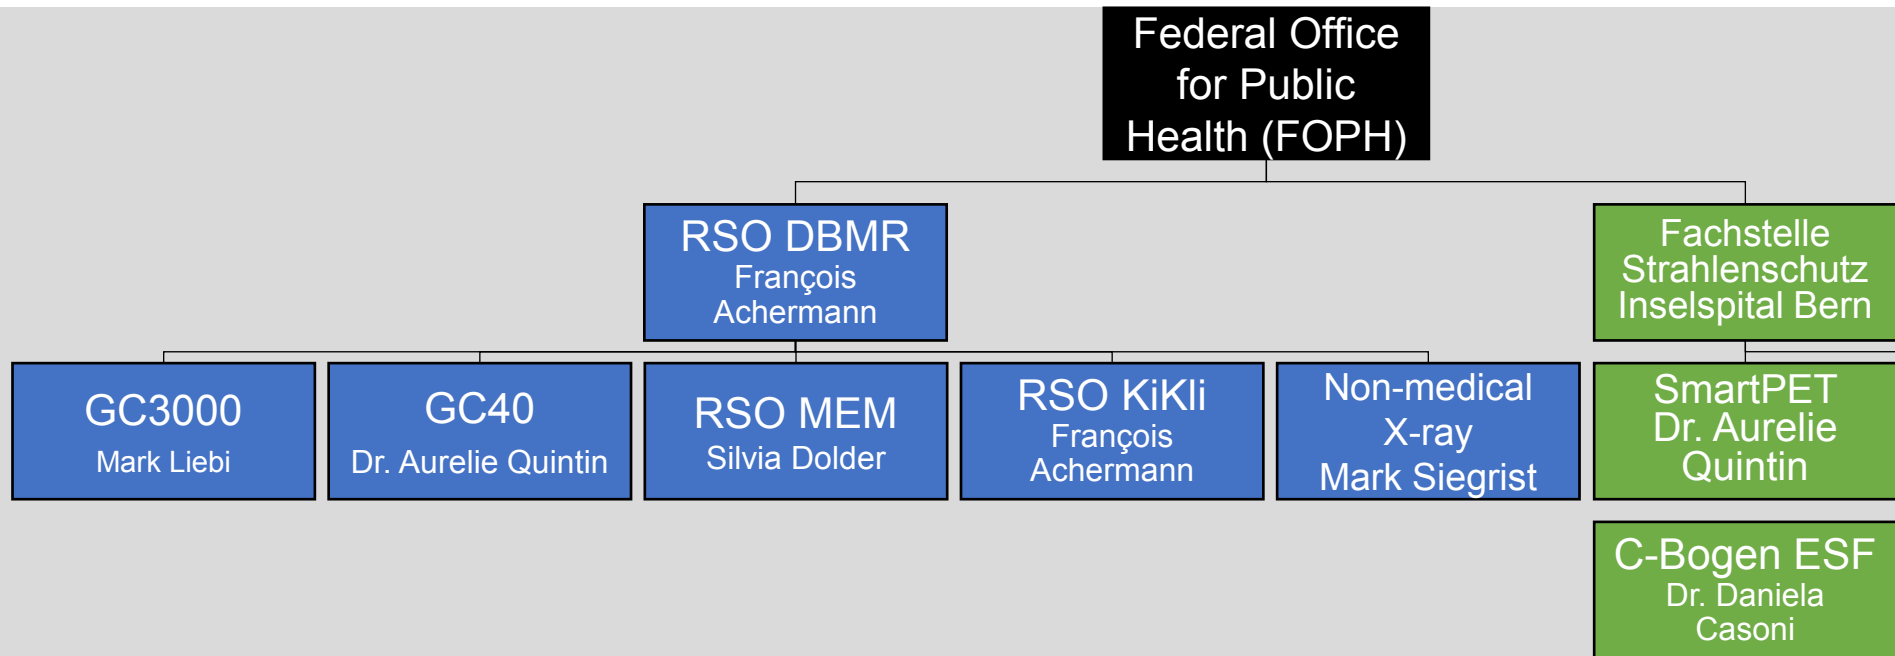 Federal Office
for Public
Health (FOPH)
RSO DBMR
François
Achermann
Fachstelle
Strahlenschutz
Inselspital Bern
GC3000
Mark Liebi
GC40
Dr. Aurelie Quintin
RSO MEM
Silvia Dolder
RSO KiKli
François
Achermann
Non-medical
X-ray
Mark Siegrist
SmartPET
Dr. Aurelie
Quintin
C-Bogen ESF
Dr. Daniela
Casoni